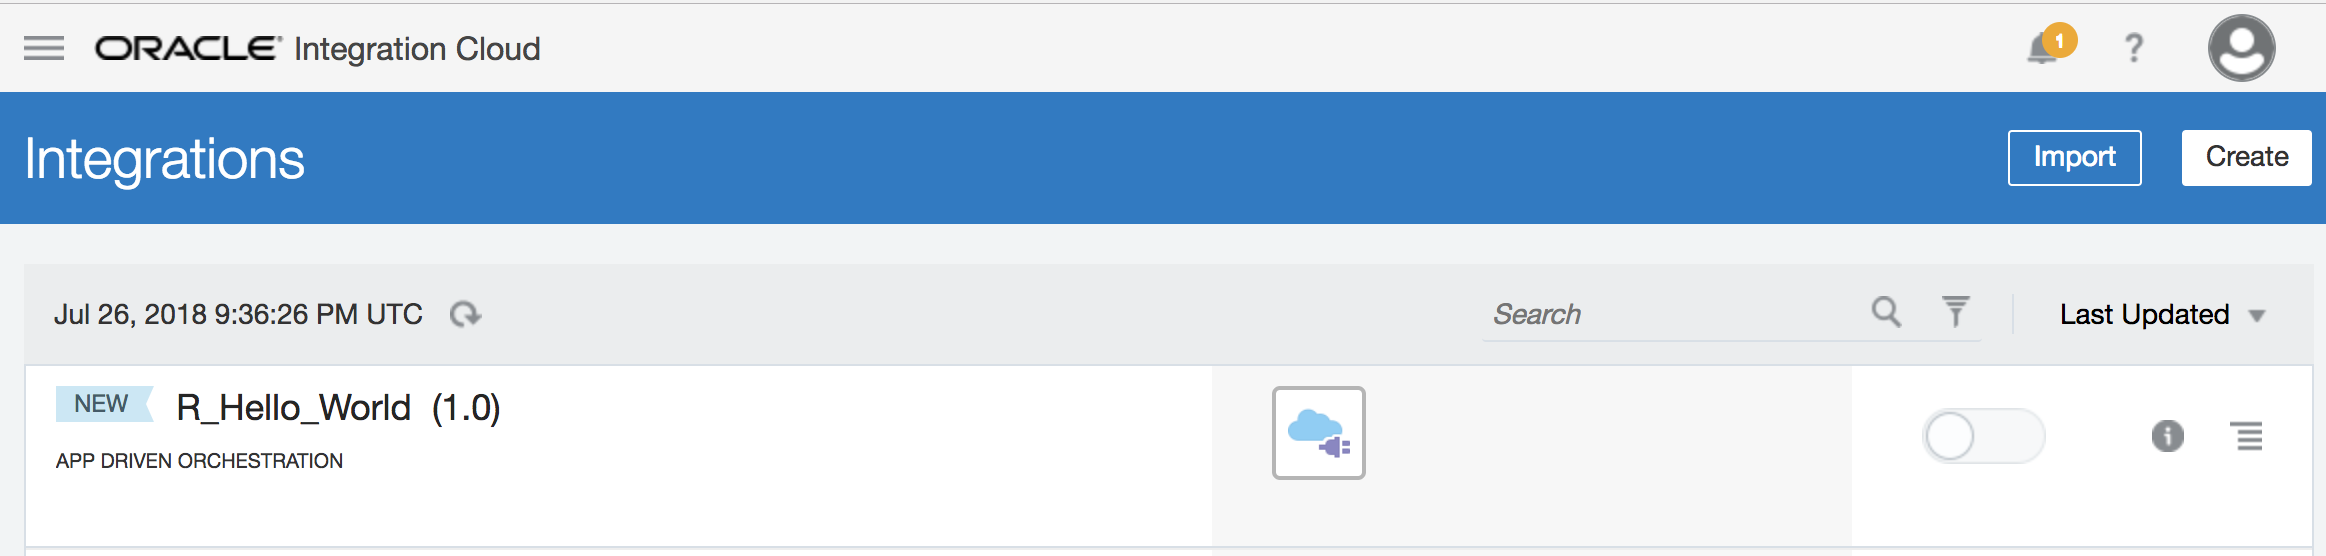 ORACLE® Integration Cloud
1
?
Integrations
Import
Create
Jul 26, 2018 9:36:26 PM UTC
Search
Last Updated
NEW
R_Hello_World (1.0)
APP DRIVEN ORCHESTRATION